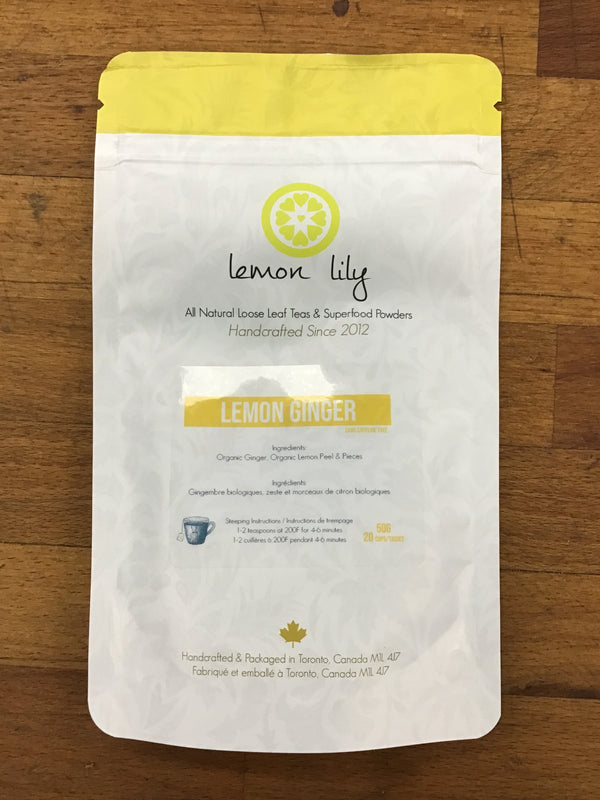 lemon lily
All Natural Loose Leaf Teas & Superfood Powders
Handcrafted Since 2012
LEMON GINGER
Ingredients:
Organic Ginger, Organic Lemon Peel & Pieces
Ingrédients:
Gingembre biologiques, zeste et morceaux de citron biologiques
Steeping Instructions / Instructions de trempage
1-2 teaspoons at 200F for 4-6 minutes
1-2 cuillères à 200F pendant 4-6 minutes
50G
20 CUPS/TASSES
Handcrafted & Packaged in Toronto, Canada M1L 4J7
Fabriqué et emballé à Toronto, Canada M1L 4J7